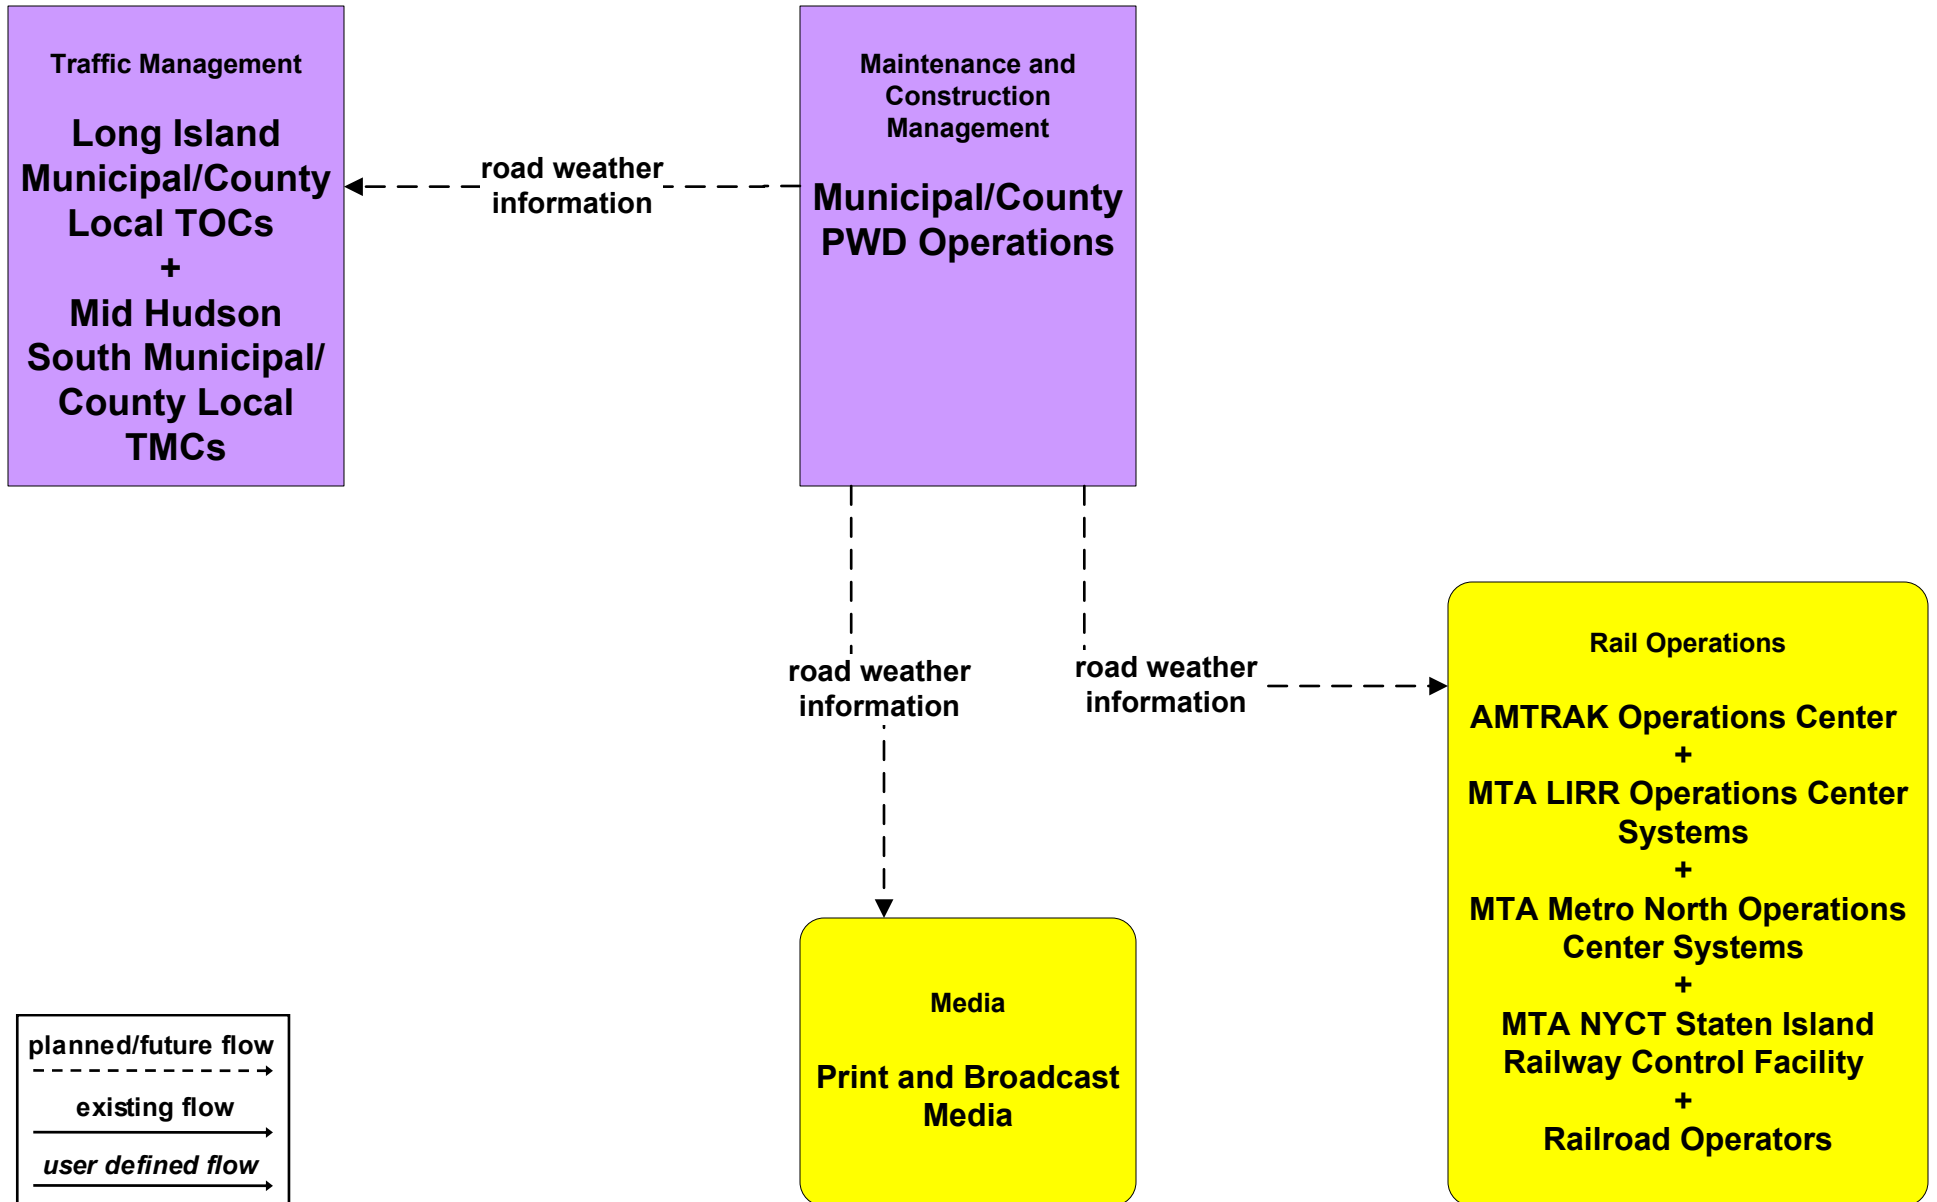 Traffic Management
Long Island
Municipal/County
Local TOCs
+
Mid Hudson
South Municipal/
County Local
TMCs
road weather
information
Maintenance and
Construction
Management
Municipal/County
PWD Operations
road weather
information
road weather
information
Rail Operations
AMTRAK Operations Center
+
MTA LIRR Operations Center
Systems
+
MTA Metro North Operations
Center Systems
+
MTA NYCT Staten Island
Railway Control Facility
+
Railroad Operators
Media
Print and Broadcast
Media
planned/future flow
existing flow
user defined flow